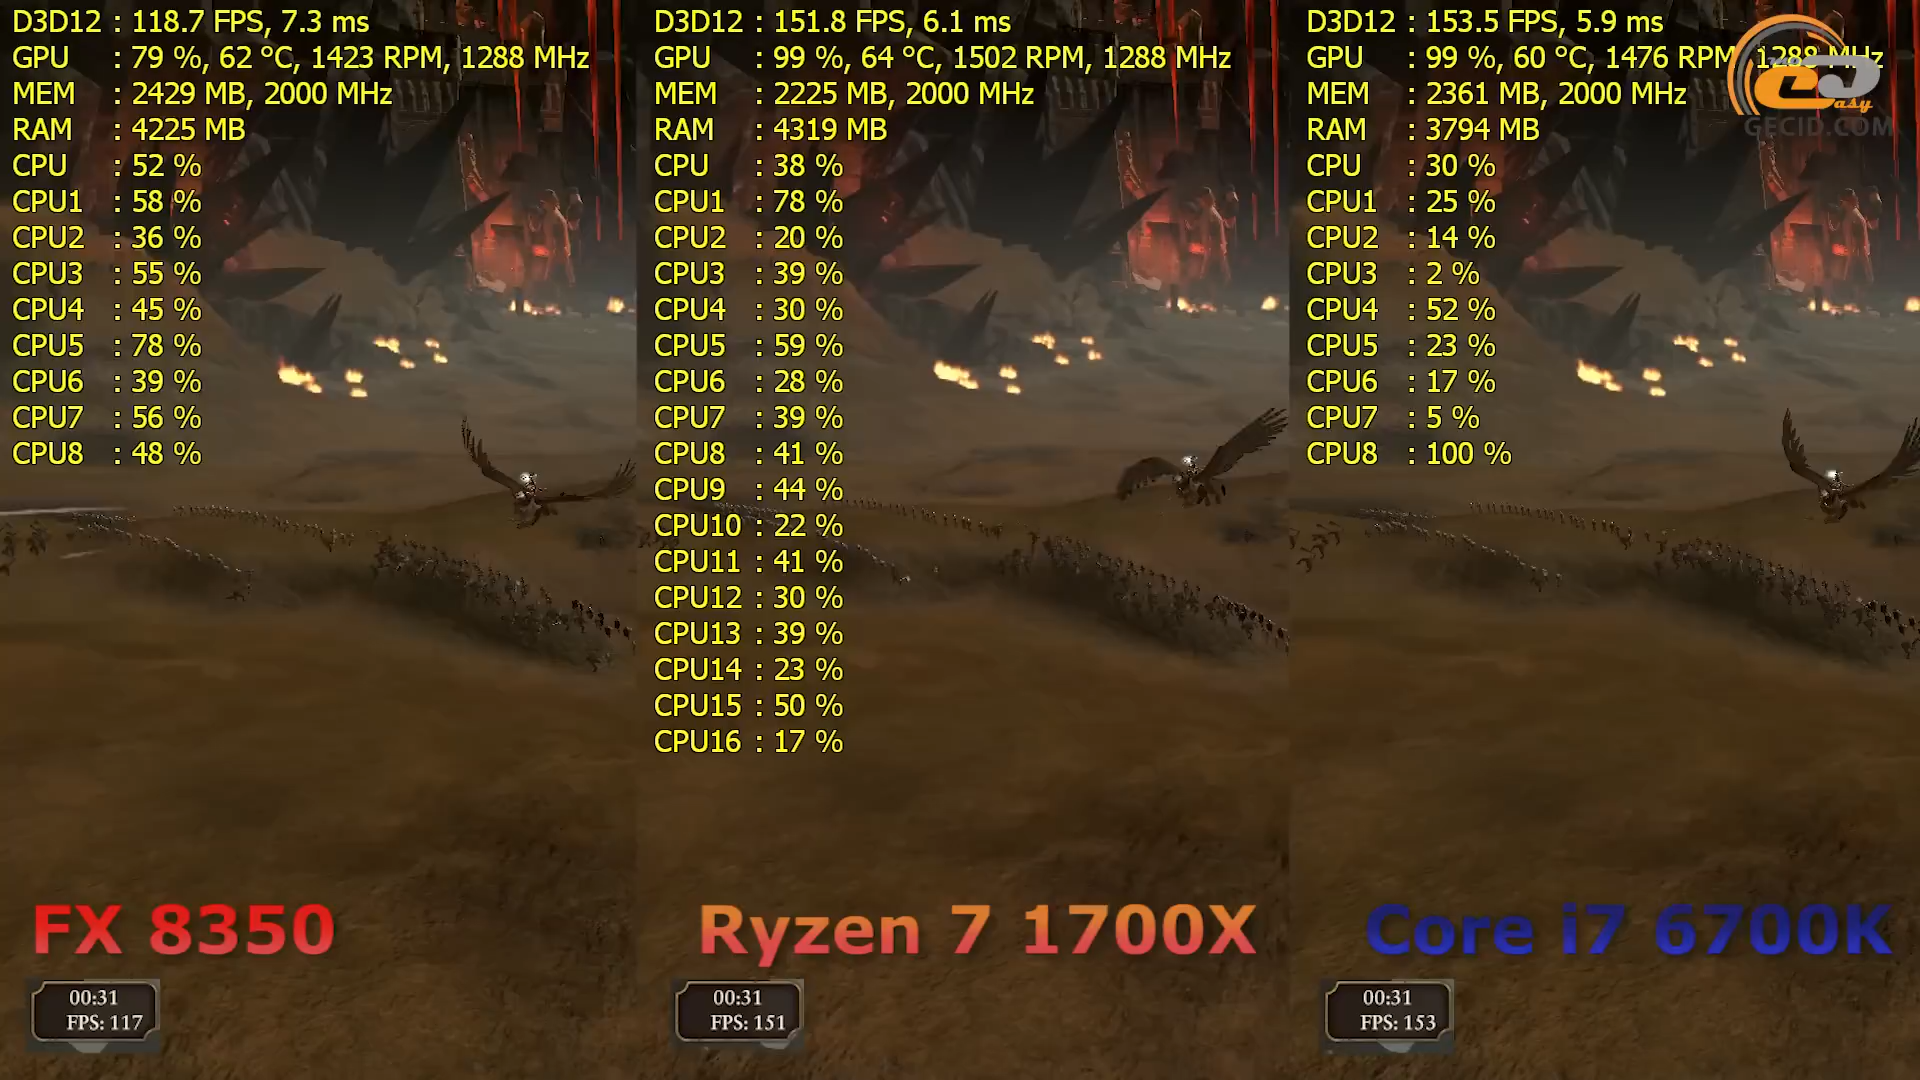 D3D12 : 118.7 FPS, 7.3 ms
GPU : 79 %, 62 °C, 1423 RPM, 1288 MHz
MEM : 2429 MB, 2000 MHz
RAM : 4225 MB
CPU : 52 %
CPU1 : 58 %
CPU2 : 36 %
CPU3 : 55 %
CPU4 : 45 %
CPU5 : 78 %
CPU6 : 39 %
CPU7 : 56 %
CPU8 : 48 %
FX 8350
00:31
FPS: 117
D3D12 : 151.8 FPS, 6.1 ms
GPU : 99 %, 64 °C, 1502 RPM, 1288 MHz
MEM : 2225 MB, 2000 MHz
RAM : 4319 MB
CPU : 38 %
CPU1 : 78 %
CPU2 : 20 %
CPU3 : 39 %
CPU4 : 30 %
CPU5 : 59 %
CPU6 : 28 %
CPU7 : 39 %
CPU8 : 41 %
CPU9 : 44 %
CPU10 : 22 %
CPU11 : 41 %
CPU12 : 30 %
CPU13 : 39 %
CPU14 : 23 %
CPU15 : 50 %
CPU16 : 17 %
Ryzen 7 1700X
00:31
FPS: 151
D3D12 : 153.5 FPS, 5.9 ms
GPU : 99 %, 60 °C, 1476 RPM, 1288 MHz
MEM : 2361 MB, 2000 MHz
RAM : 3794 MB
CPU : 30 %
CPU1 : 25 %
CPU2 : 14 %
CPU3 : 2 %
CPU4 : 52 %
CPU5 : 23 %
CPU6 : 17 %
CPU7 : 5 %
CPU8 : 100 %
Core i7 6700K
00:31
FPS: 153
asy
GECID.COM